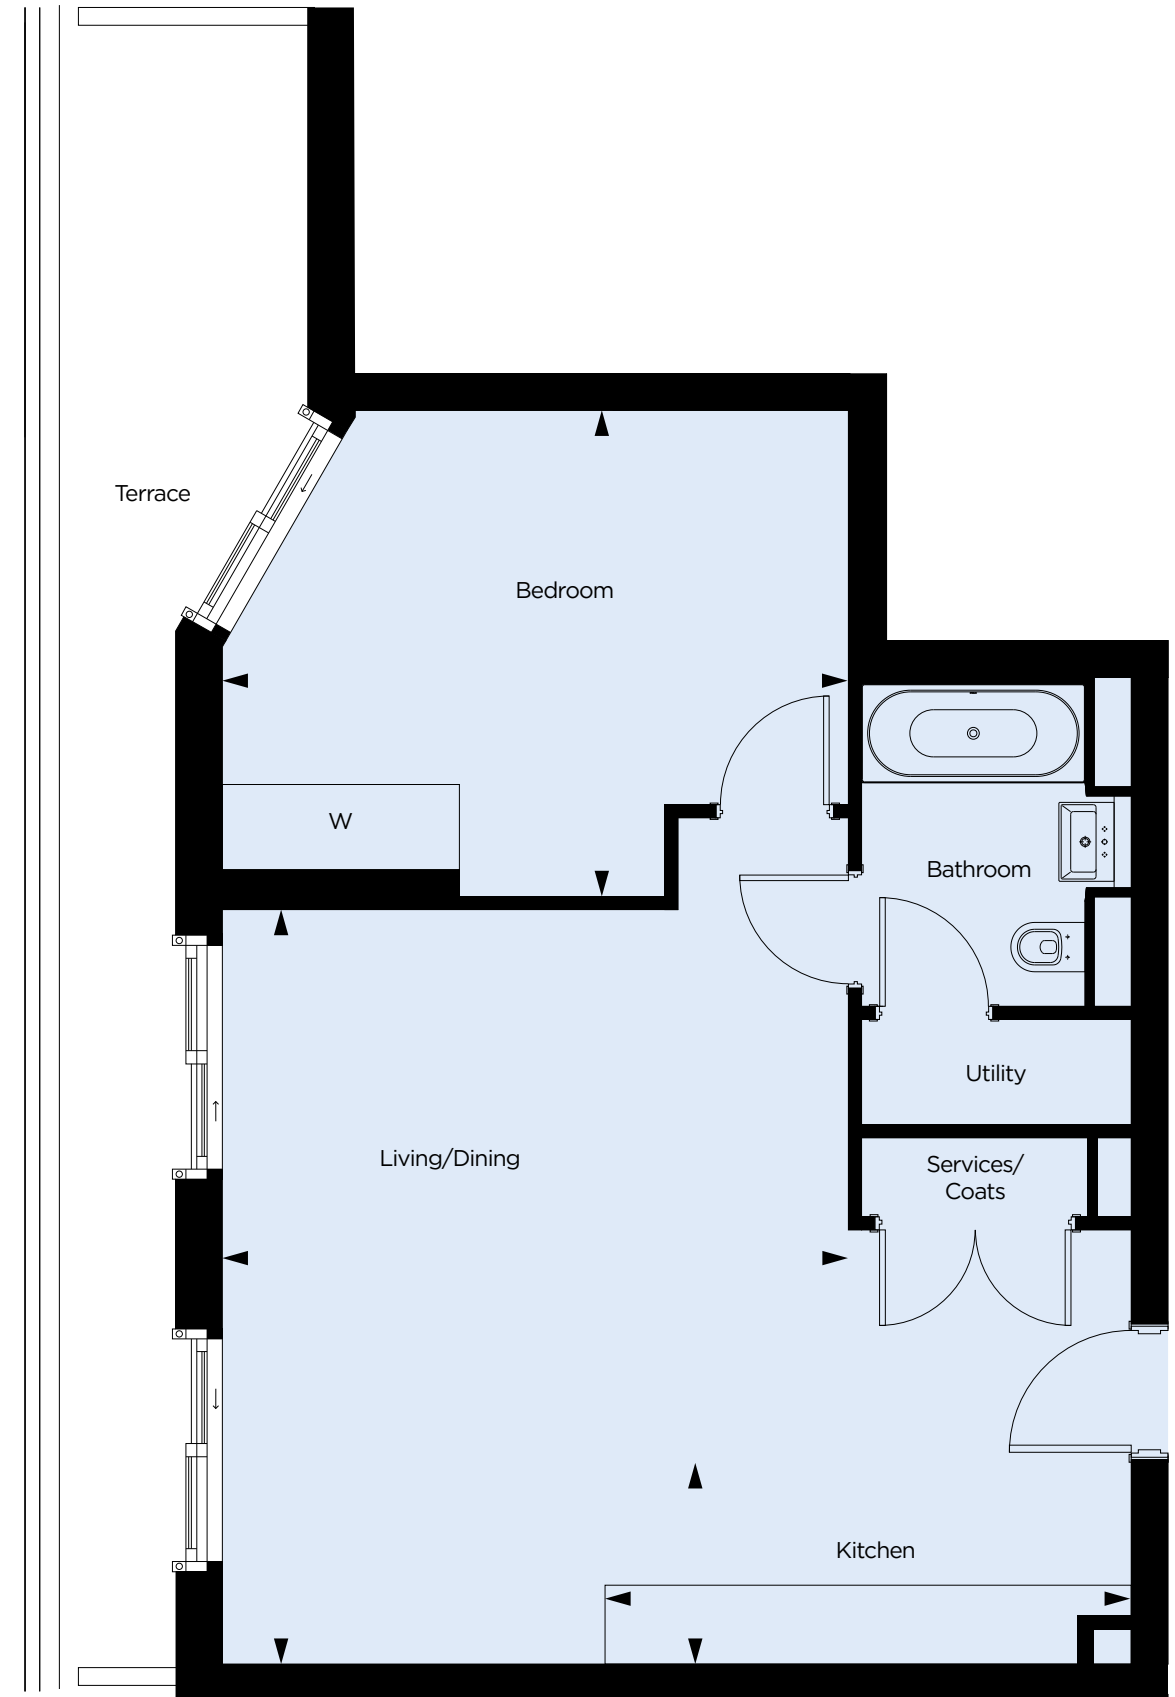 Terrace
Bedroom
W
Bathroom
Utility
Living/Dining
Services/
Coats
Kitchen